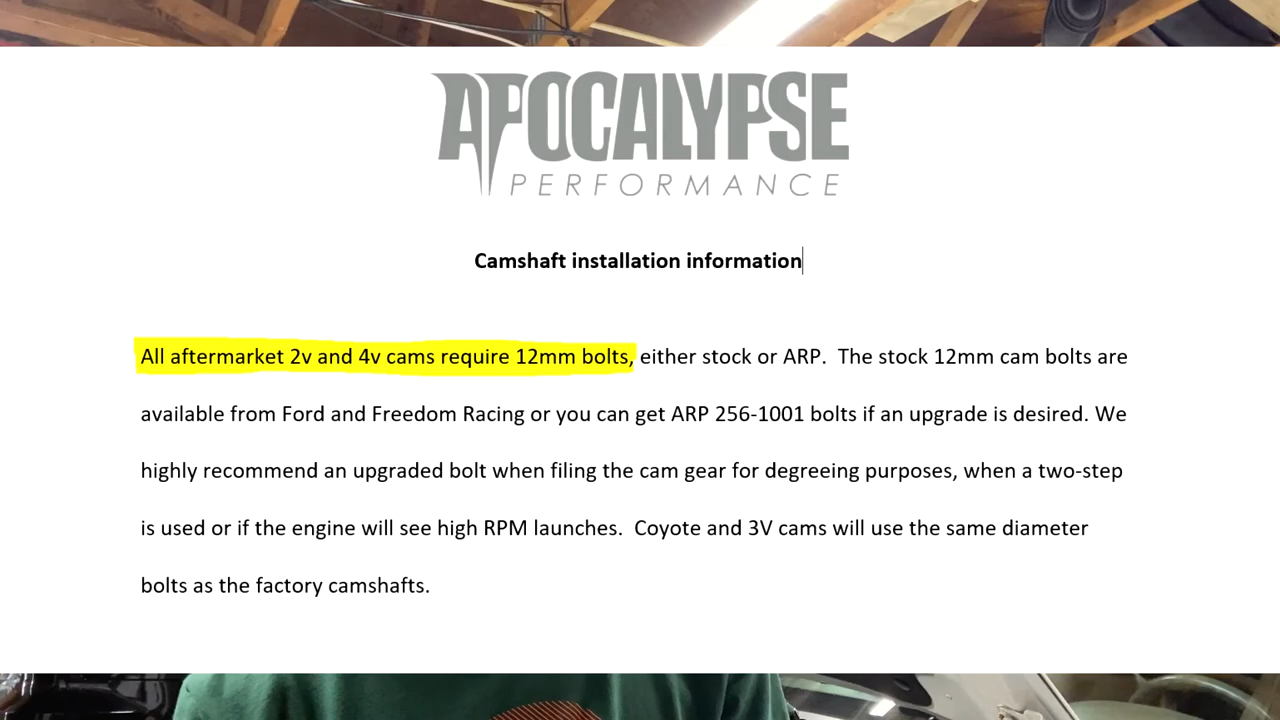 APOCALYPSE
PERFORMANCE
Camshaft installation information
All aftermarket 2v and 4v cams require 12mm bolts, either stock or ARP.  The stock 12mm cam bolts are
available from Ford and Freedom Racing or you can get ARP 256-1001 bolts if an upgrade is desired. We
highly recommend an upgraded bolt when filing the cam gear for degreeing purposes, when a two-step
is used or if the engine will see high RPM launches.  Coyote and 3V cams will use the same diameter
bolts as the factory camshafts.